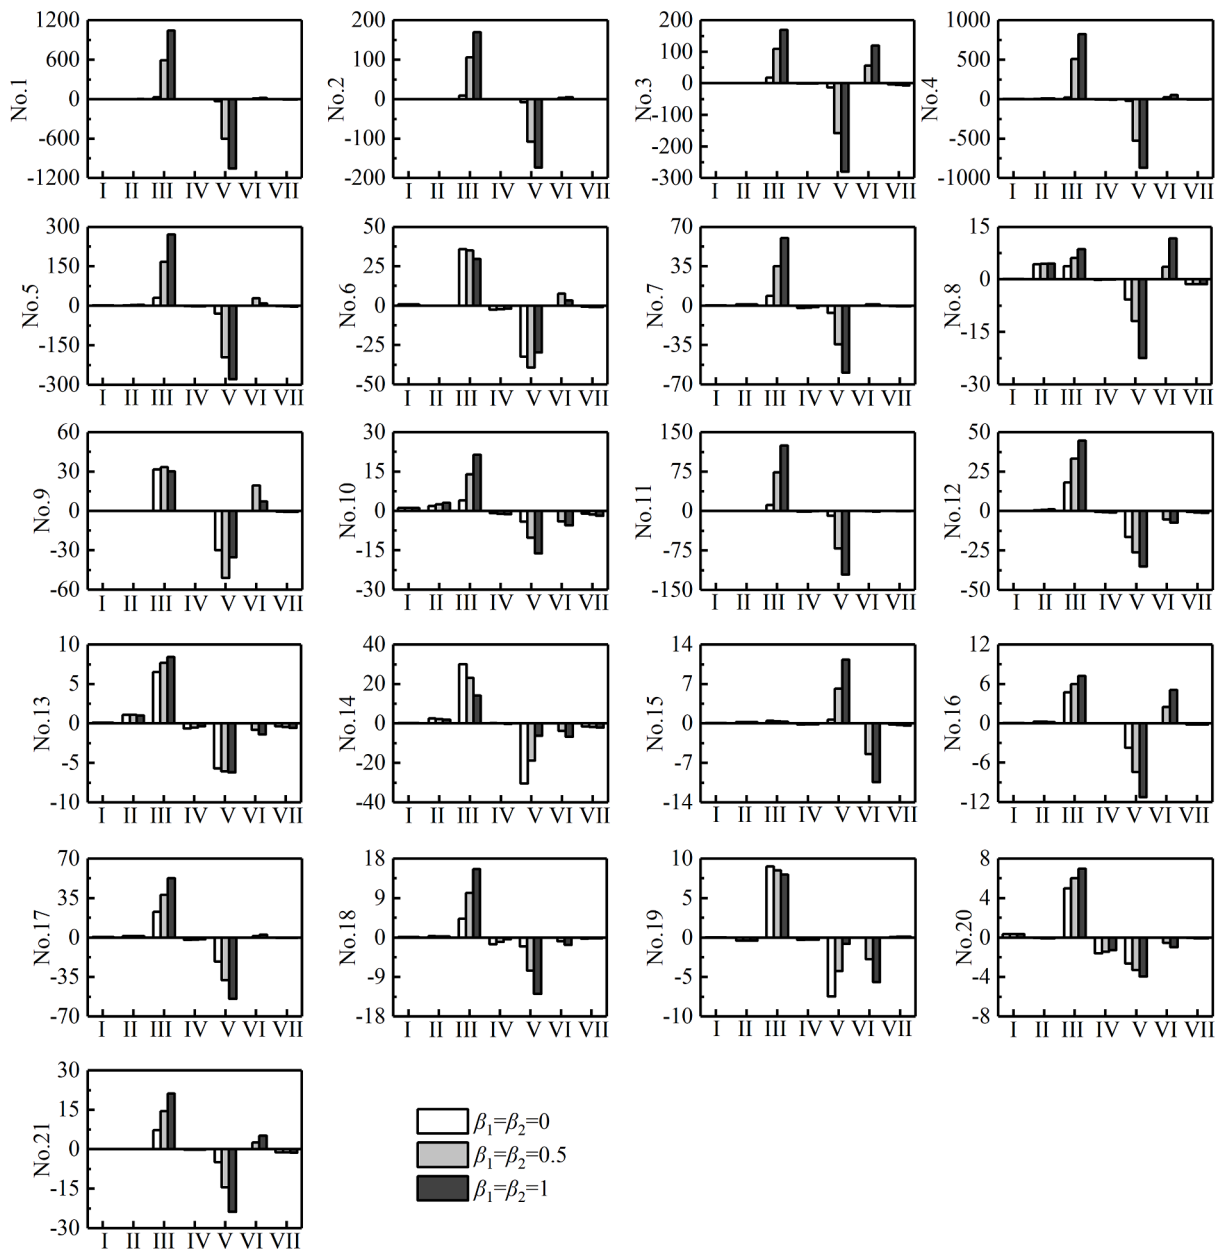 1200
600
0
-600
-1200
No.1
I II III IV V VI VII
200
100
0
-100
-200
No.2
I II III IV V VI VII
200
100
0
-100
-200
-300
No.3
I II III IV V VI VII
1000
500
0
-500
-1000
No.4
I II III IV V VI VII
300
150
0
-150
-300
No.5
I II III IV V VI VII
50
25
0
-25
-50
No.6
I II III IV V VI VII
70
35
0
-35
-70
No.7
I II III IV V VI VII
15
0
-15
-30
No.8
I II III IV V VI VII
60
30
0
-30
-60
No.9
I II III IV V VI VII
30
15
0
-15
-30
No.10
I II III IV V VI VII
150
75
0
-75
-150
No.11
I II III IV V VI VII
50
25
0
-25
-50
No.12
I II III IV V VI VII
10
5
0
-5
-10
No.13
I II III IV V VI VII
40
20
0
-20
-40
No.14
I II III IV V VI VII
14
7
0
-7
-14
No.15
I II III IV V VI VII
12
6
0
-6
-12
No.16
I II III IV V VI VII
70
35
0
-35
-70
No.17
I II III IV V VI VII
18
9
0
-9
-18
No.18
I II III IV V VI VII
10
5
0
-5
-10
No.19
I II III IV V VI VII
8
4
0
-4
-8
No.20
I II III IV V VI VII
30
15
0
-15
-30
No.21
I II III IV V VI VII
β₁=β₂=0
β₁=β₂=0.5
β₁=β₂=1